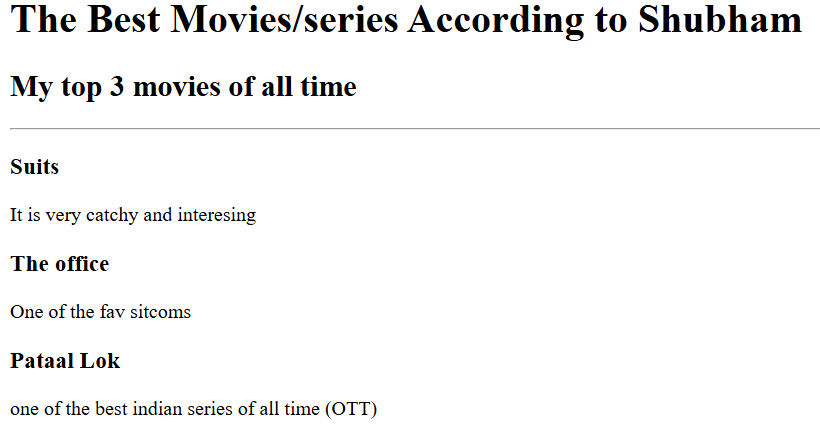 The Best Movies/series According to Shubham
My top 3 movies of all time
Suits
It is very catchy and interesing
The office
One of the fav sitcoms
Pataal Lok
one of the best indian series of all time (OTT)